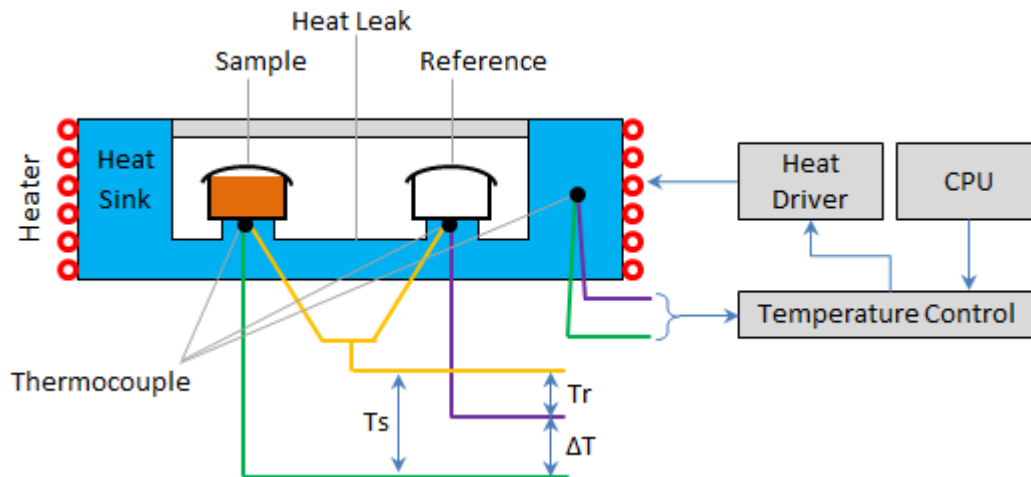 Heat Leak
Sample
Reference
Heater
Heat
Sink
Heat
Driver
CPU
Temperature Control
Thermocouple
Ts
Tr
ΔT